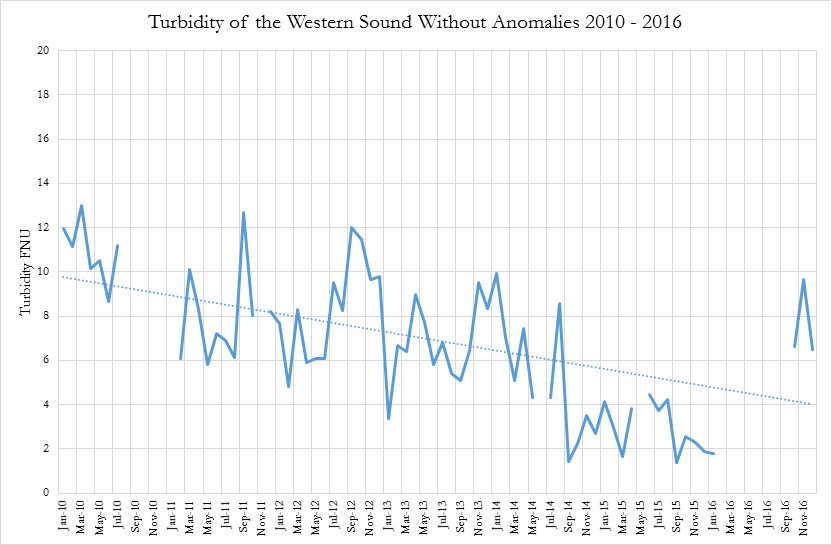 Turbidity of the Western Sound Without Anomalies 2010 - 2016
20
18
16
14
12
10
8
6
4
2
0
Turbidity FNU
Jan-10
Mar-10
May-10
Jul-10
Sep-10
Nov-10
Jan-11
Mar-11
May-11
Jul-11
Sep-11
Nov-11
Jan-12
Mar-12
May-12
Jul-12
Sep-12
Nov-12
Jan-13
Mar-13
May-13
Jul-13
Sep-13
Nov-13
Jan-14
Mar-14
May-14
Jul-14
Sep-14
Nov-14
Jan-15
Mar-15
May-15
Jul-15
Sep-15
Nov-15
Jan-16
Mar-16
May-16
Jul-16
Sep-16
Nov-16